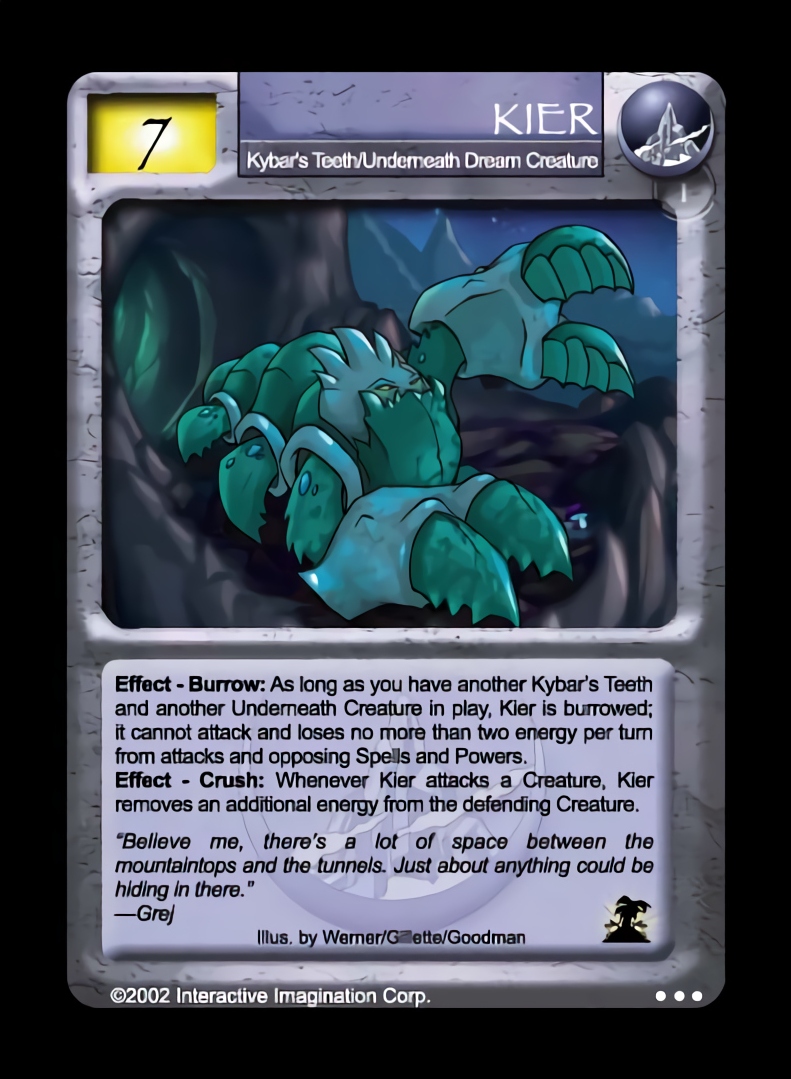 7
KIER
Kybar's Teeth/Underneath Dream Creature
1
Effect - Burrow: As long as you have another Kybar's Teeth
and another Underneath Creature in play, Kier is burrowed;
it cannot attack and loses no more than two energy per turn
from attacks and opposing Spells and Powers.
Effect - Crush: Whenever Kier attacks a Creature, Kier
removes an additional energy from the defending Creature.
"Believe me, there's a lot of space between the
mountaintops and the tunnels. Just about anything could be
hiding in there."
—Grej
Illus. by Werner/Gillette/Goodman
©2002 Interactive Imagination Corp.